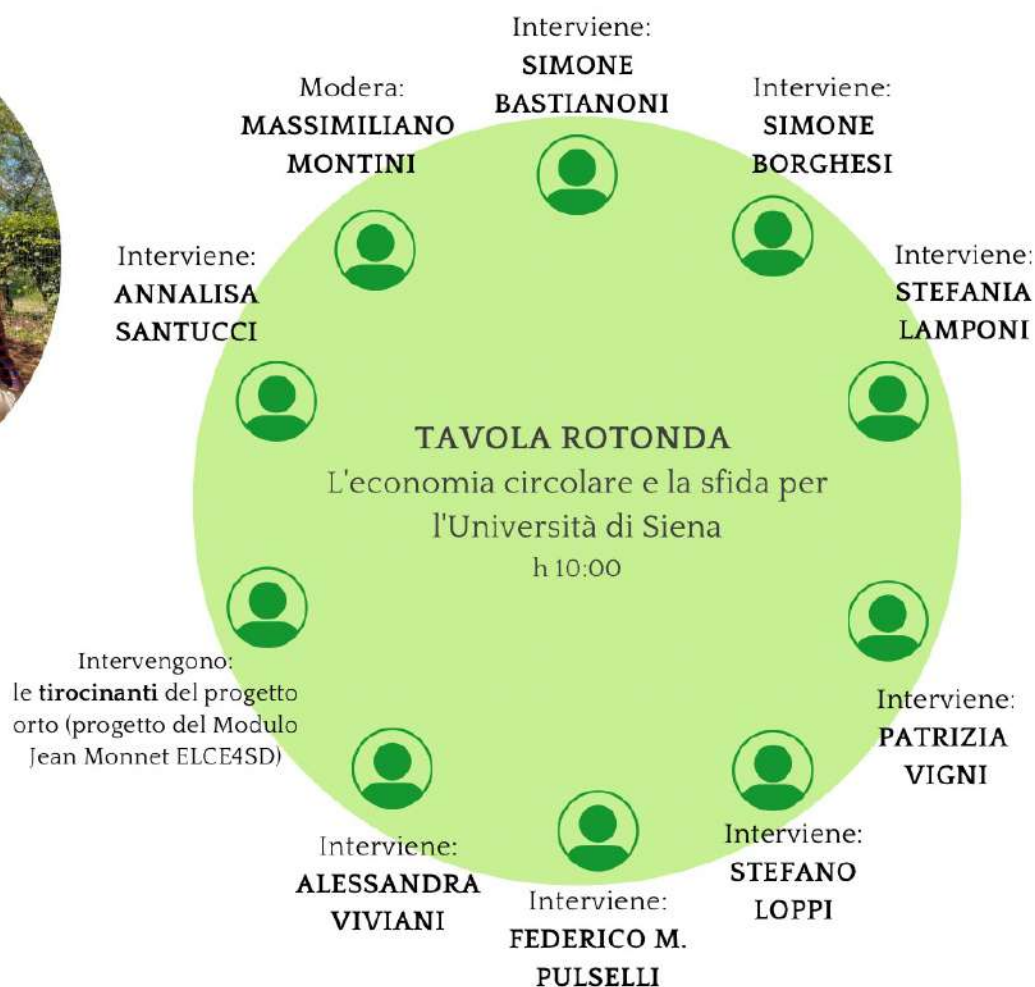 Interviene:
SIMONE
BASTIANONI
Modera:
MASSIMILIANO
MONTINI
Interviene:
SIMONE
BORGHESI
Interviene:
ANNALISA
SANTUCCI
Interviene:
STEFANIA
LAMPONI
TAVOLA ROTONDA
L'economia circolare e la sfida per
l'Università di Siena
h 10:00
Intervengono:
le tirocinanti del progetto
orto (progetto del Modulo
Jean Monnet ELCE4SD)
Interviene:
PATRIZIA
VIGNI
Interviene:
ALESSANDRA
VIVIANI
Interviene:
FEDERICO M.
PULSELLI
Interviene:
STEFANO
LOPPI